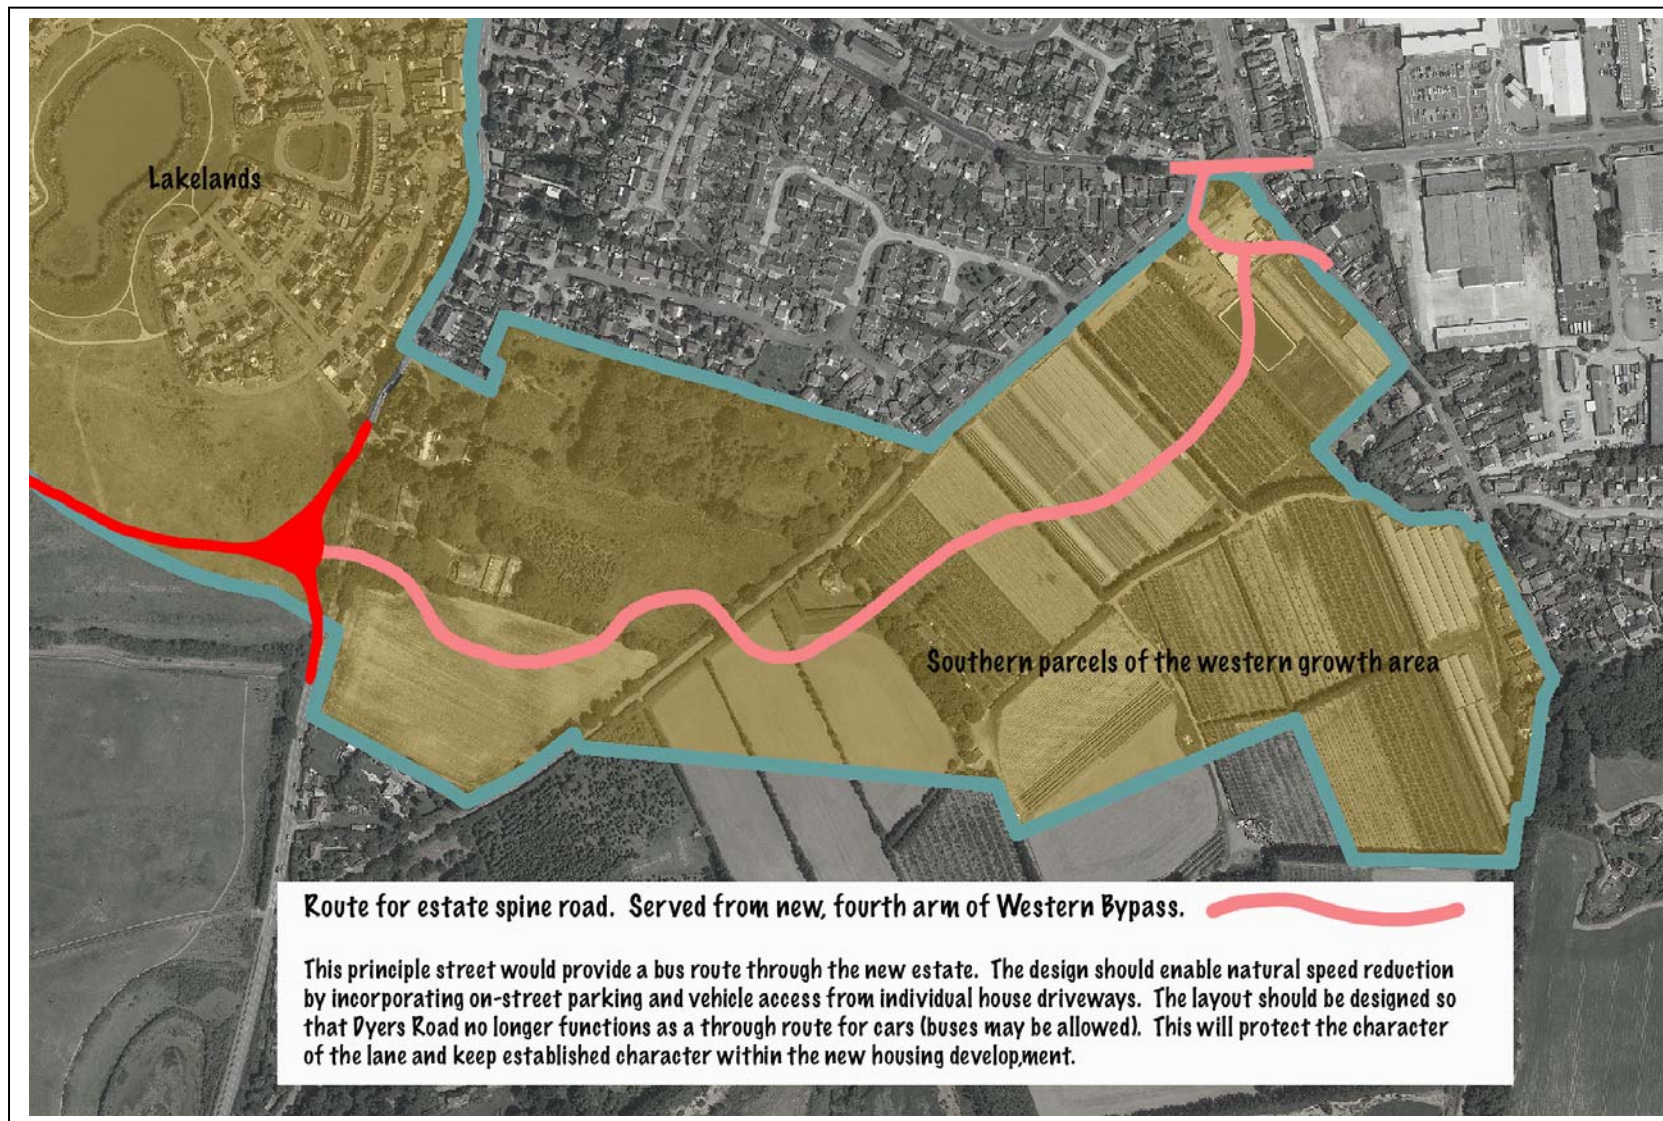 Lakelands
Southern parcels of the western growth area
Route for estate spine road. Served from new, fourth arm of Western Bypass.
This principle street would provide a bus route through the new estate. The design should enable natural speed reduction
by incorporating on-street parking and vehicle access from individual house driveways. The layout should be designed so
that Dyers Road no longer functions as a through route for cars (buses may be allowed). This will protect the character
of the lane and keep established character within the new housing develop,ment.